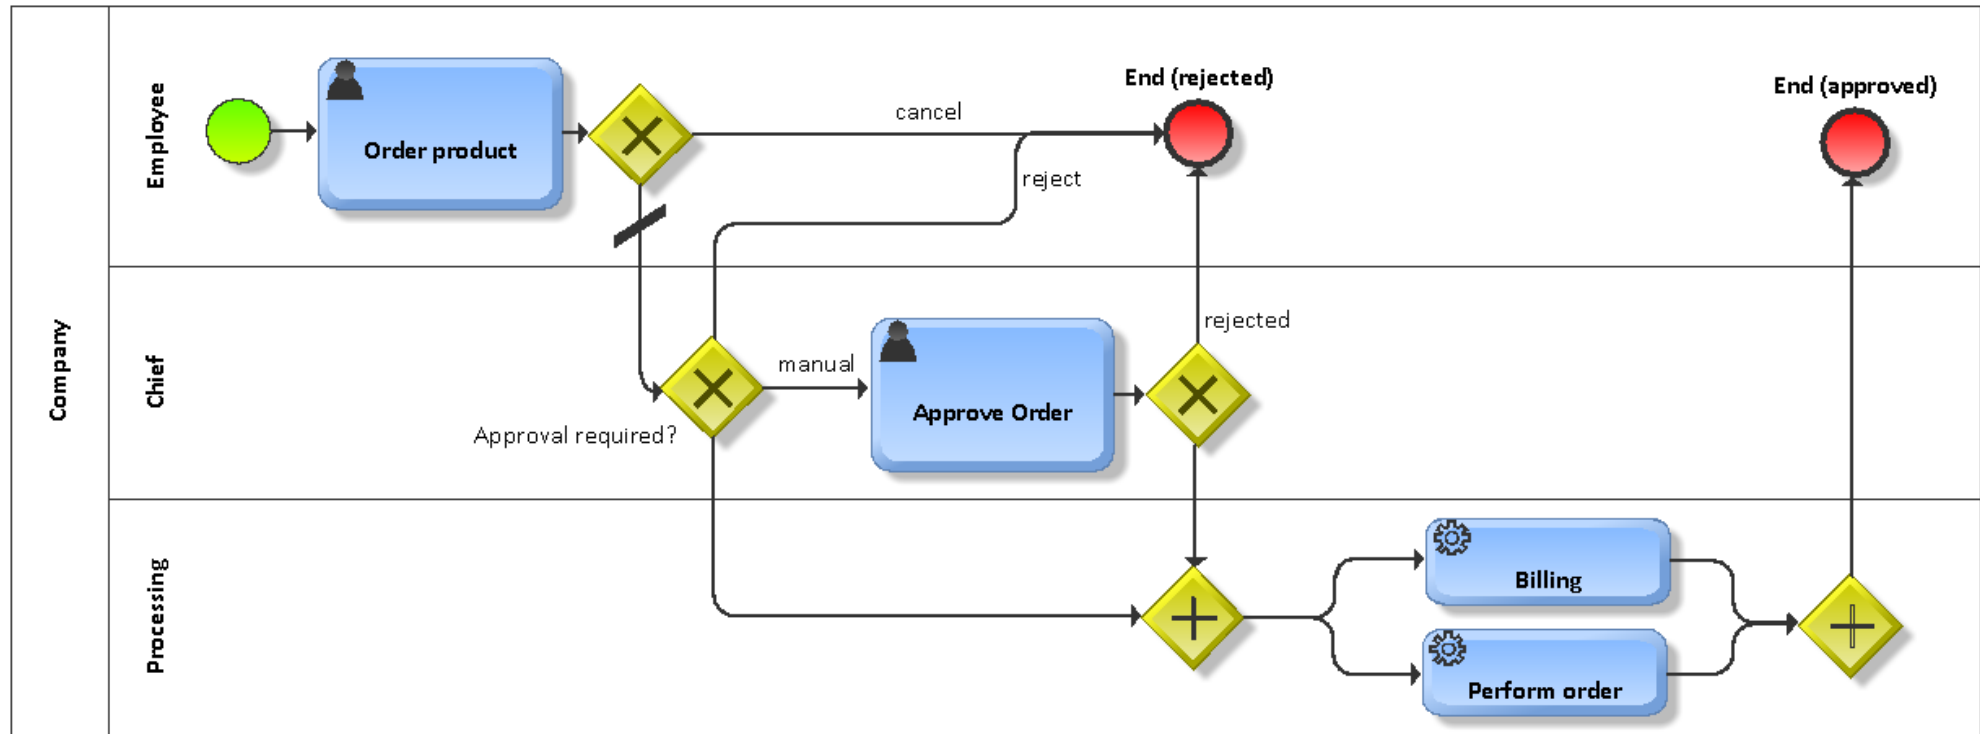 Company
Employee
Order product
cancel
End (rejected)
End (approved)
reject
Chief
Approval required?
manual
Approve Order
rejected
Processing
Billing
Perform order